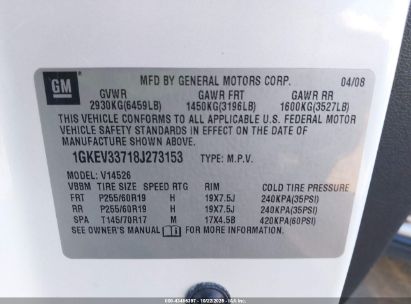 GM
MFD BY GENERAL MOTORS CORP. 04/08
GVWR GAWR FRT GAWR RR
2930KG(6459LB) 1450KG(3196LB) 1600KG(3527LB)
THIS VEHICLE CONFORMS TO ALL APPLICABLE U.S. FEDERAL MOTOR
VEHICLE SAFETY STANDARDS IN EFFECT ON THE DATE OF
MANUFACTURE SHOWN ABOVE.
1GKEV33718J273153 TYPE: M.P.V.
MODEL: V14526
VBBM TIRE SIZE SPEED RTG RIM COLD TIRE PRESSURE
FRT P255/60R19 H 19X7.5J 240KPA(35PSI)
RR P255/60R19 H 19X7.5J 240KPA(35PSI)
SPA T145/70R17 M 17X4.5B 420KPA(60PSI)
SEE OWNER'S MANUAL FOR MORE INFORMATION.